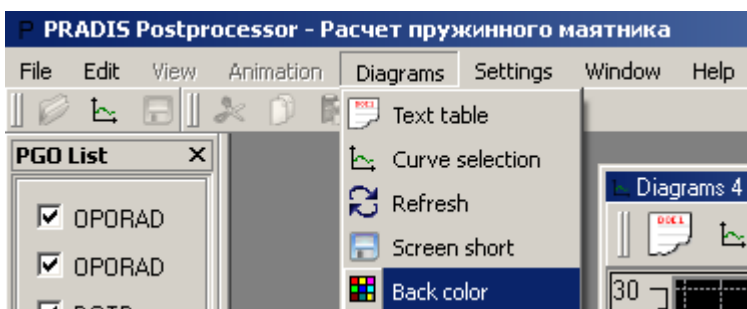 PRADIS Postprocessor - Расчет пружинного маятника
File Edit View Animation Diagrams Settings Window Help
Text table
PGO List
Curve selection
Diagrams 4
Refresh
OPORAD
Screen short
OPORAD
Back color
30